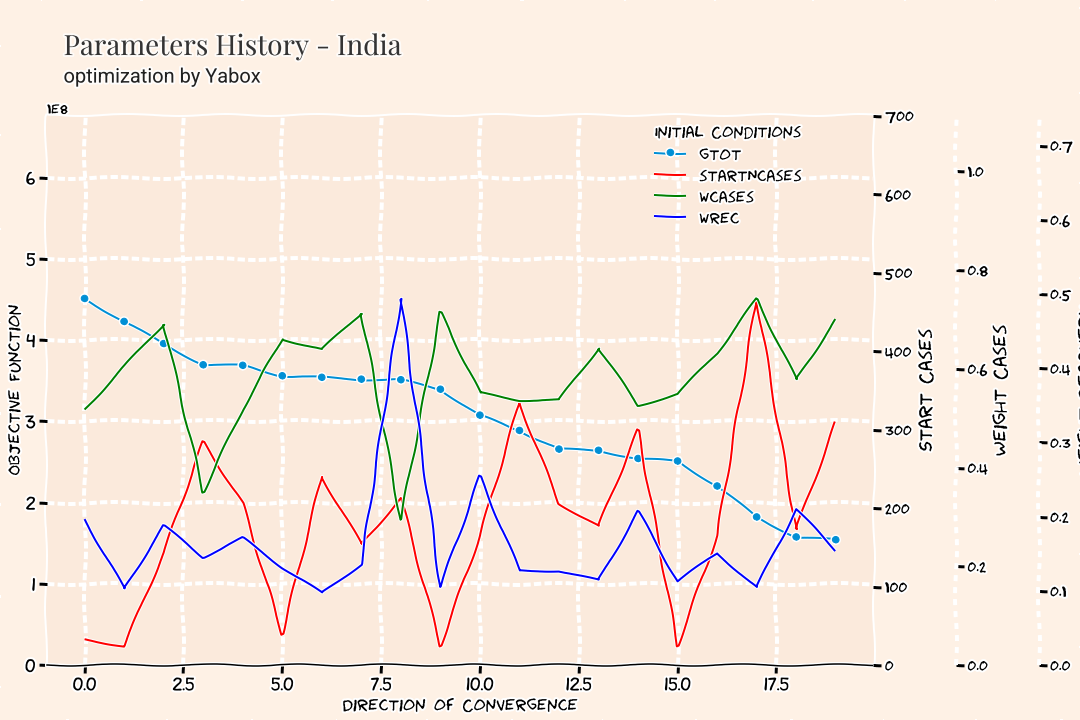 Parameters History - India
optimization by Yabox
1E8
INITIAL CONDITIONS
GTOT
STARTNCASES
WCASES
WREC
OBJECTIVE FUNCTION
6
5
4
3
2
1
0
0.0 2.5 5.0 7.5 10.0 12.5 15.0 17.5
DIRECTION OF CONVERGENCE
700
600
500
400
300
200
100
0
START CASES
1.0
0.8
0.6
0.4
0.2
0.0
WEIGHT CASES
0.7
0.6
0.5
0.4
0.3
0.2
0.1
0.0